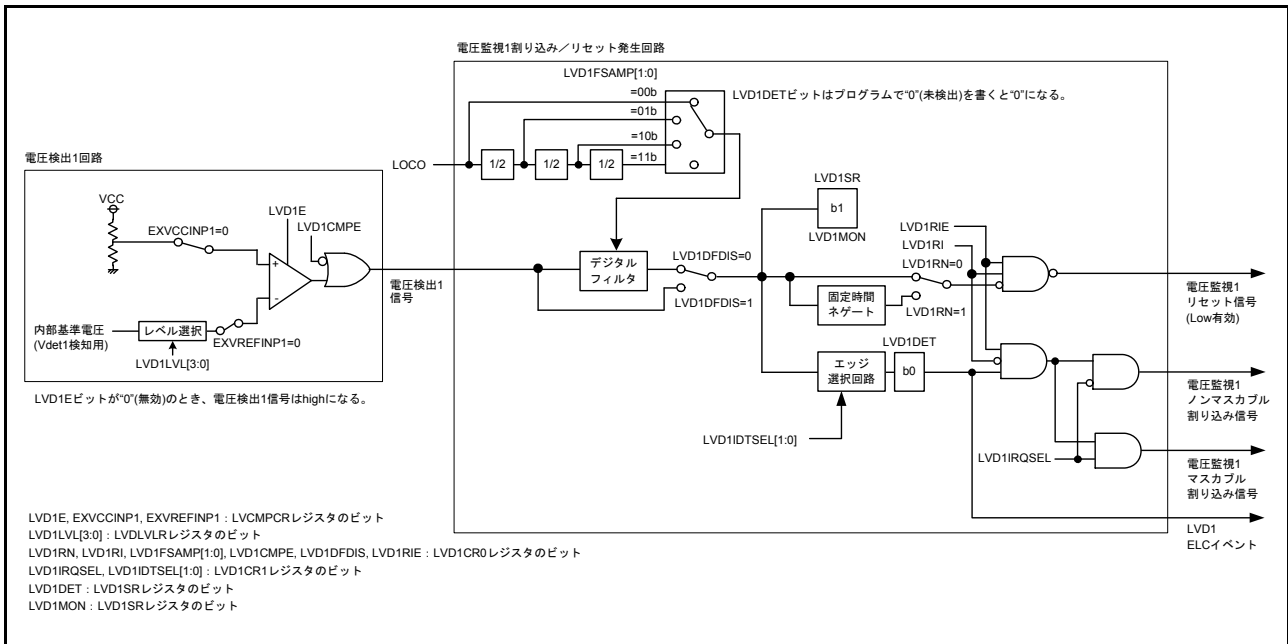 電圧監視1割り込み／リセット発生回路
LVD1FSAMP[1:0]
=00b
=01b
=10b
=11b
LVD1DETビットはプログラムで“0”(未検出)を書くと“0”になる。
LOCO
1/2
1/2
1/2
電圧検出1回路
VCC
EXVCCINP1=0
LVD1E
LVD1CMPE
+
-
内部基準電圧
(Vdet1検知用)
レベル選択
EXVREFINP1=0
LVD1LVL[3:0]
LVD1Eビットが“0”(無効)のとき、電圧検出1信号はhighになる。
電圧検出1
信号
デジタル
フィルタ
LVD1DFDIS=0
LVD1DFDIS=1
LVD1SR
b1
LVD1MON
LVD1RIE
LVD1RI
LVD1RN=0
固定時間
ネゲート
LVD1RN=1
電圧監視1
リセット信号
(Low有効)
LVD1DET
エッジ
選択回路
b0
LVD1IDTSEL[1:0]
電圧監視1
ノンマスカブル
割り込み信号
LVD1IRQSEL
電圧監視1
マスカブル
割り込み信号
LVD1
ELCイベント
LVD1E, EXVCCINP1, EXVREFINP1：LVCMPCRレジスタのビット
LVD1LVL[3:0]：LVDLVLRレジスタのビット
LVD1RN, LVD1RI, LVD1FSAMP[1:0], LVD1CMPE, LVD1DFDIS, LVD1RIE：LVD1CR0レジスタのビット
LVD1IRQSEL, LVD1IDTSEL[1:0]：LVD1CR1レジスタのビット
LVD1DET：LVD1SRレジスタのビット
LVD1MON：LVD1SRレジスタのビット